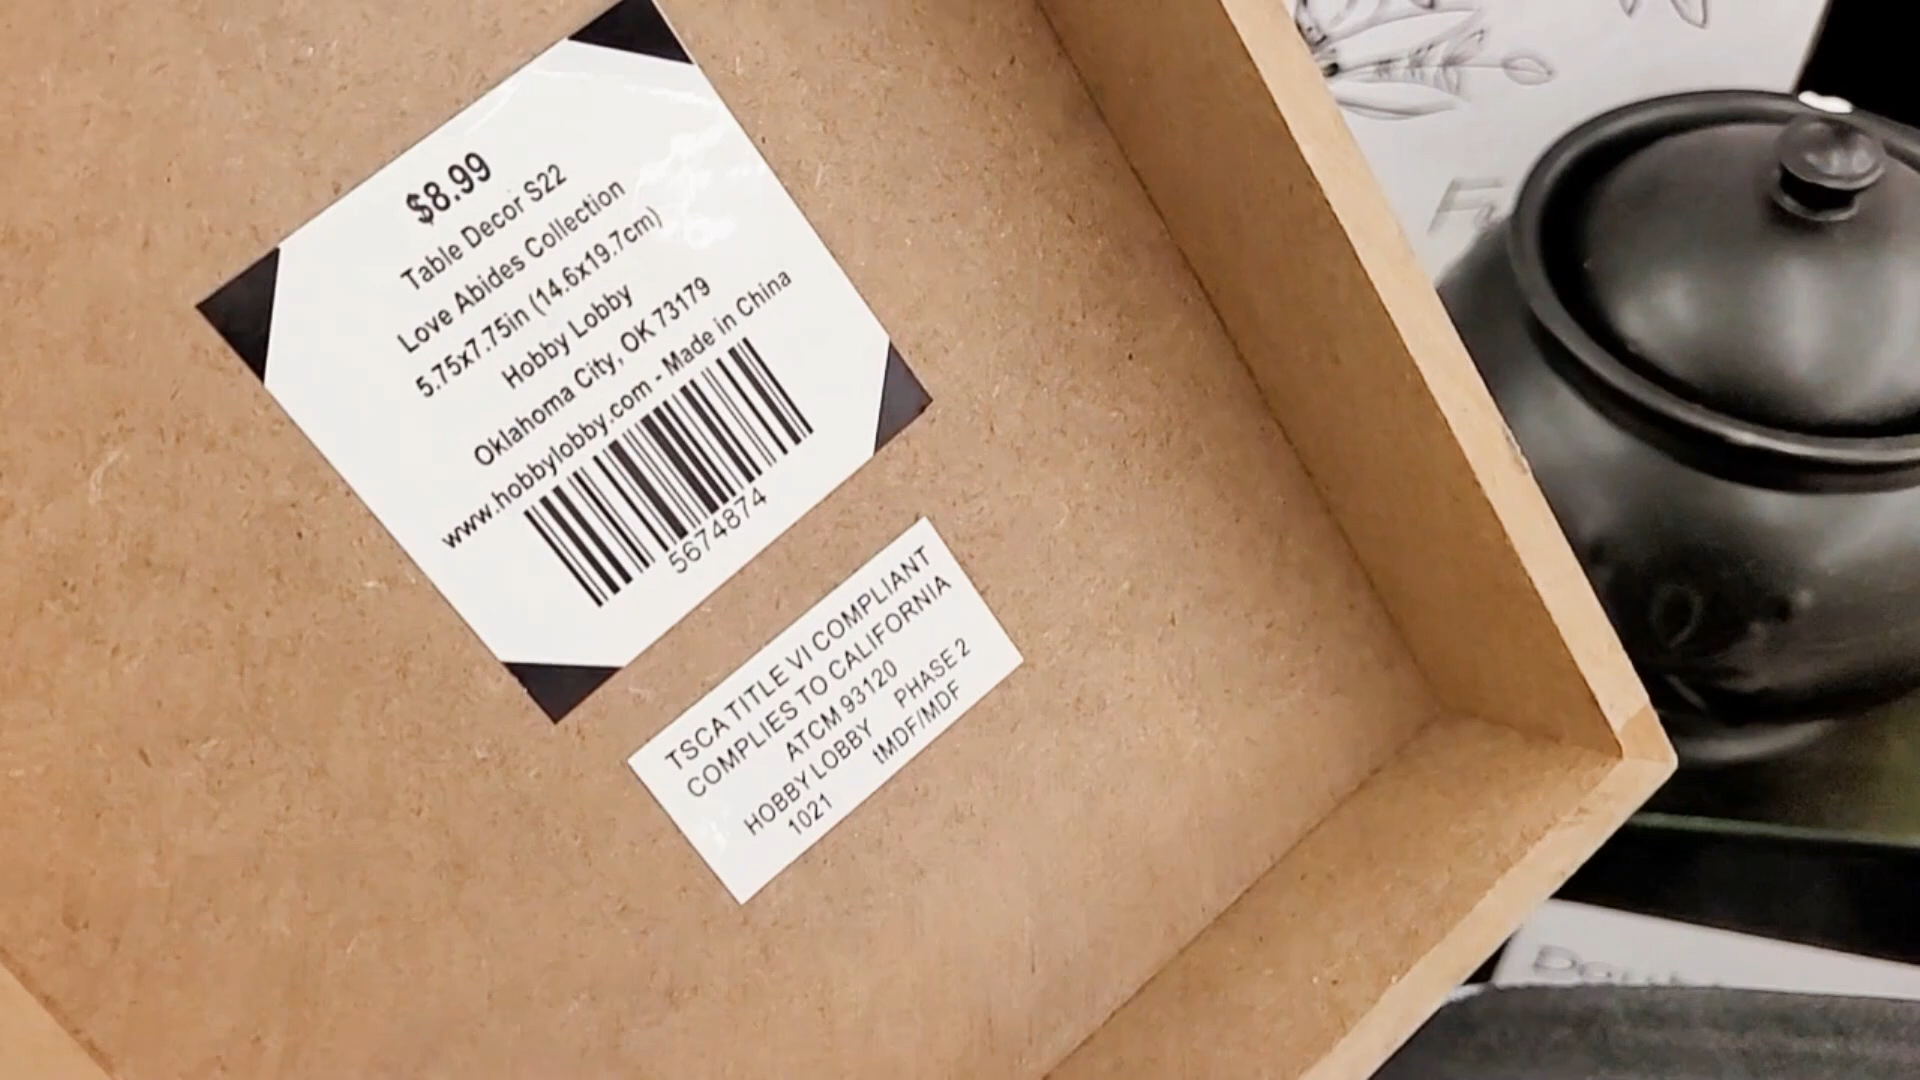 $8.99
Table Decor S22
Love Abides Collection
5.75x7.75in (14.6x19.7cm)
Hobby Lobby
Oklahoma City, OK 73179
www.hobbylobby.com - Made in China
5674874
TSCA TITLE VI COMPLIANT
COMPLIES TO CALIFORNIA
ATCM 93120
HOBBY LOBBY PHASE 2
1021 tMDF/MDF